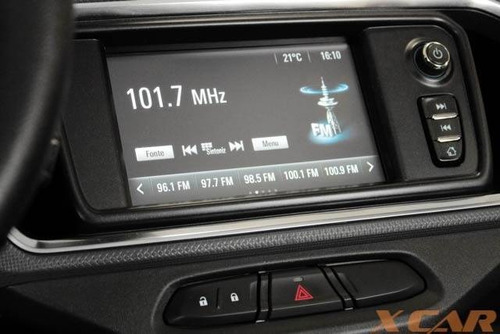 21°C 16:10
101.7 MHz
FM
Fonte Sintoniz Menu
96.1 FM 97.7 FM 98.5 FM 100.1 FM 100.9 FM
XCAR